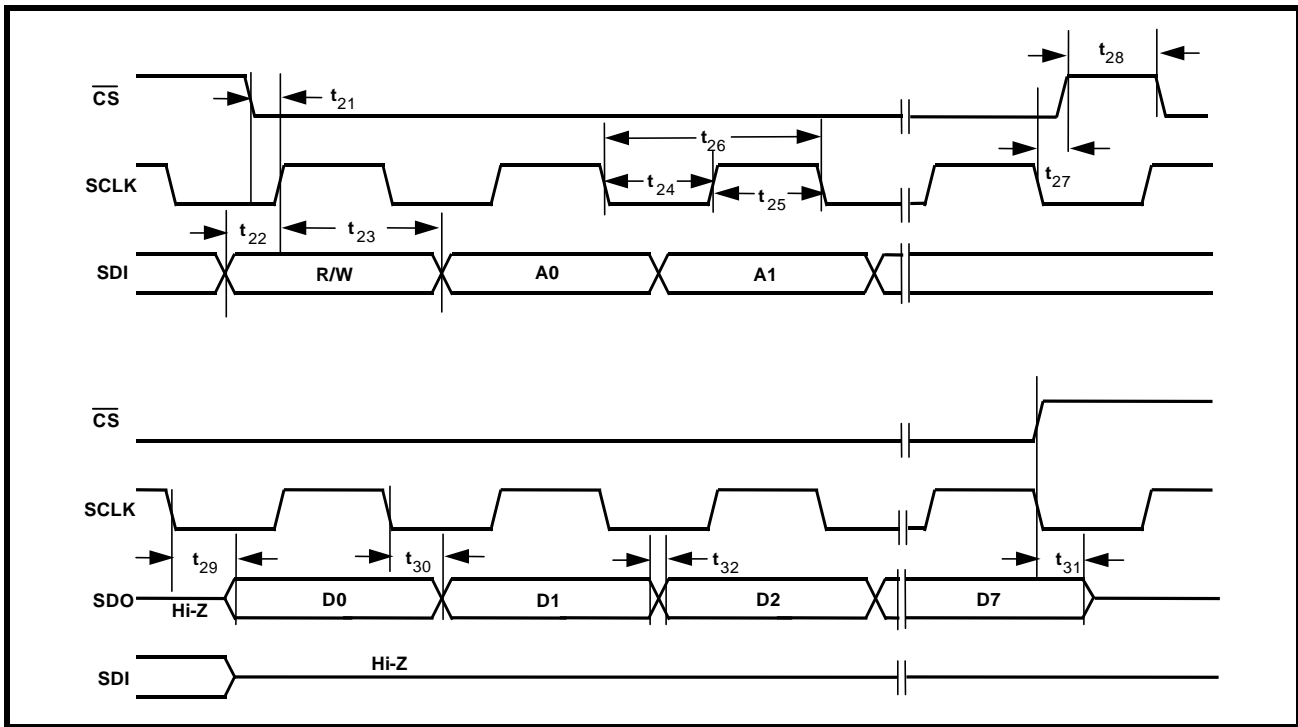 t28
CS
t21
t26
SCLK
t24
t25
t27
t22
t23
SDI
R/W
A0
A1
CS
SCLK
t29
t30
t32
t31
SDO
Hi-Z
D0
D1
D2
D7
SDI
Hi-Z